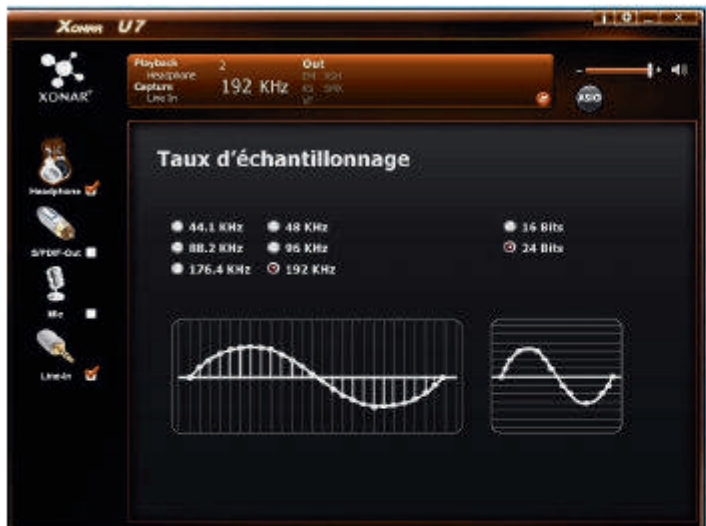 XONAR U7
i
XONAR®
Playback 2 Out
Headphone
Capture 192 KHz
Line In
ASIO
Headphone
S/PDIF-Out
Mic
Line-In
Taux d'échantillonnage
44.1 KHz 48 KHz 16 Bits
88.2 KHz 96 KHz 24 Bits
176.4 KHz 192 KHz